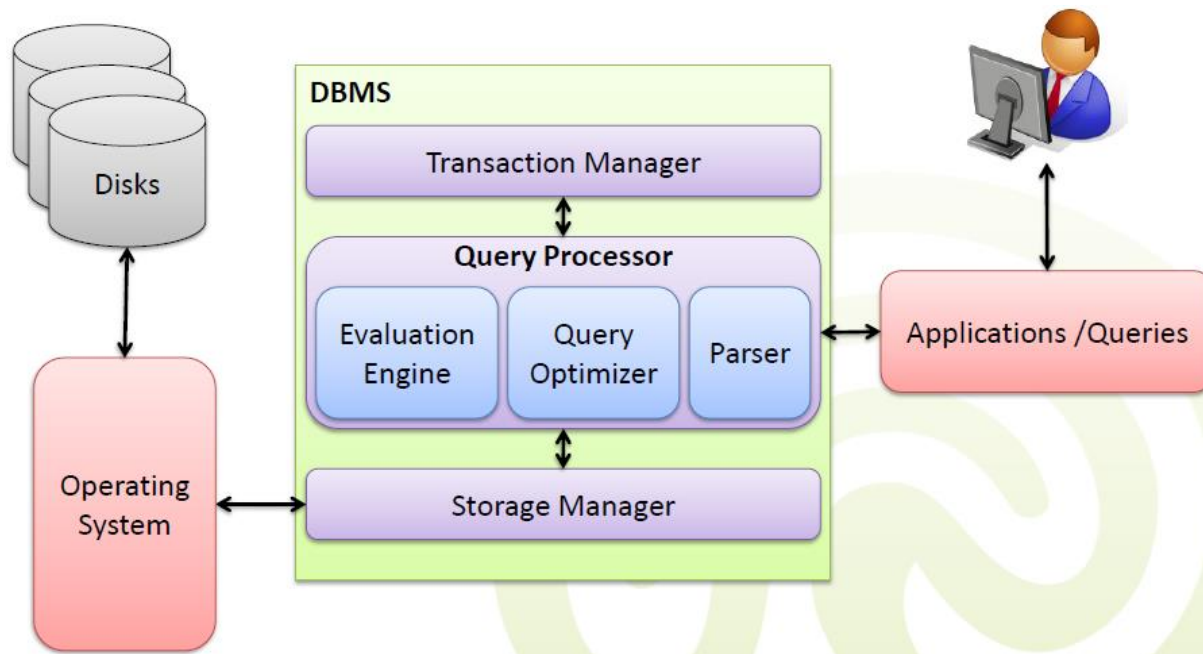 DBMS
Transaction Manager
Disks
Query Processor
Evaluation
Engine
Query
Optimizer
Parser
Applications /Queries
Operating
System
Storage Manager